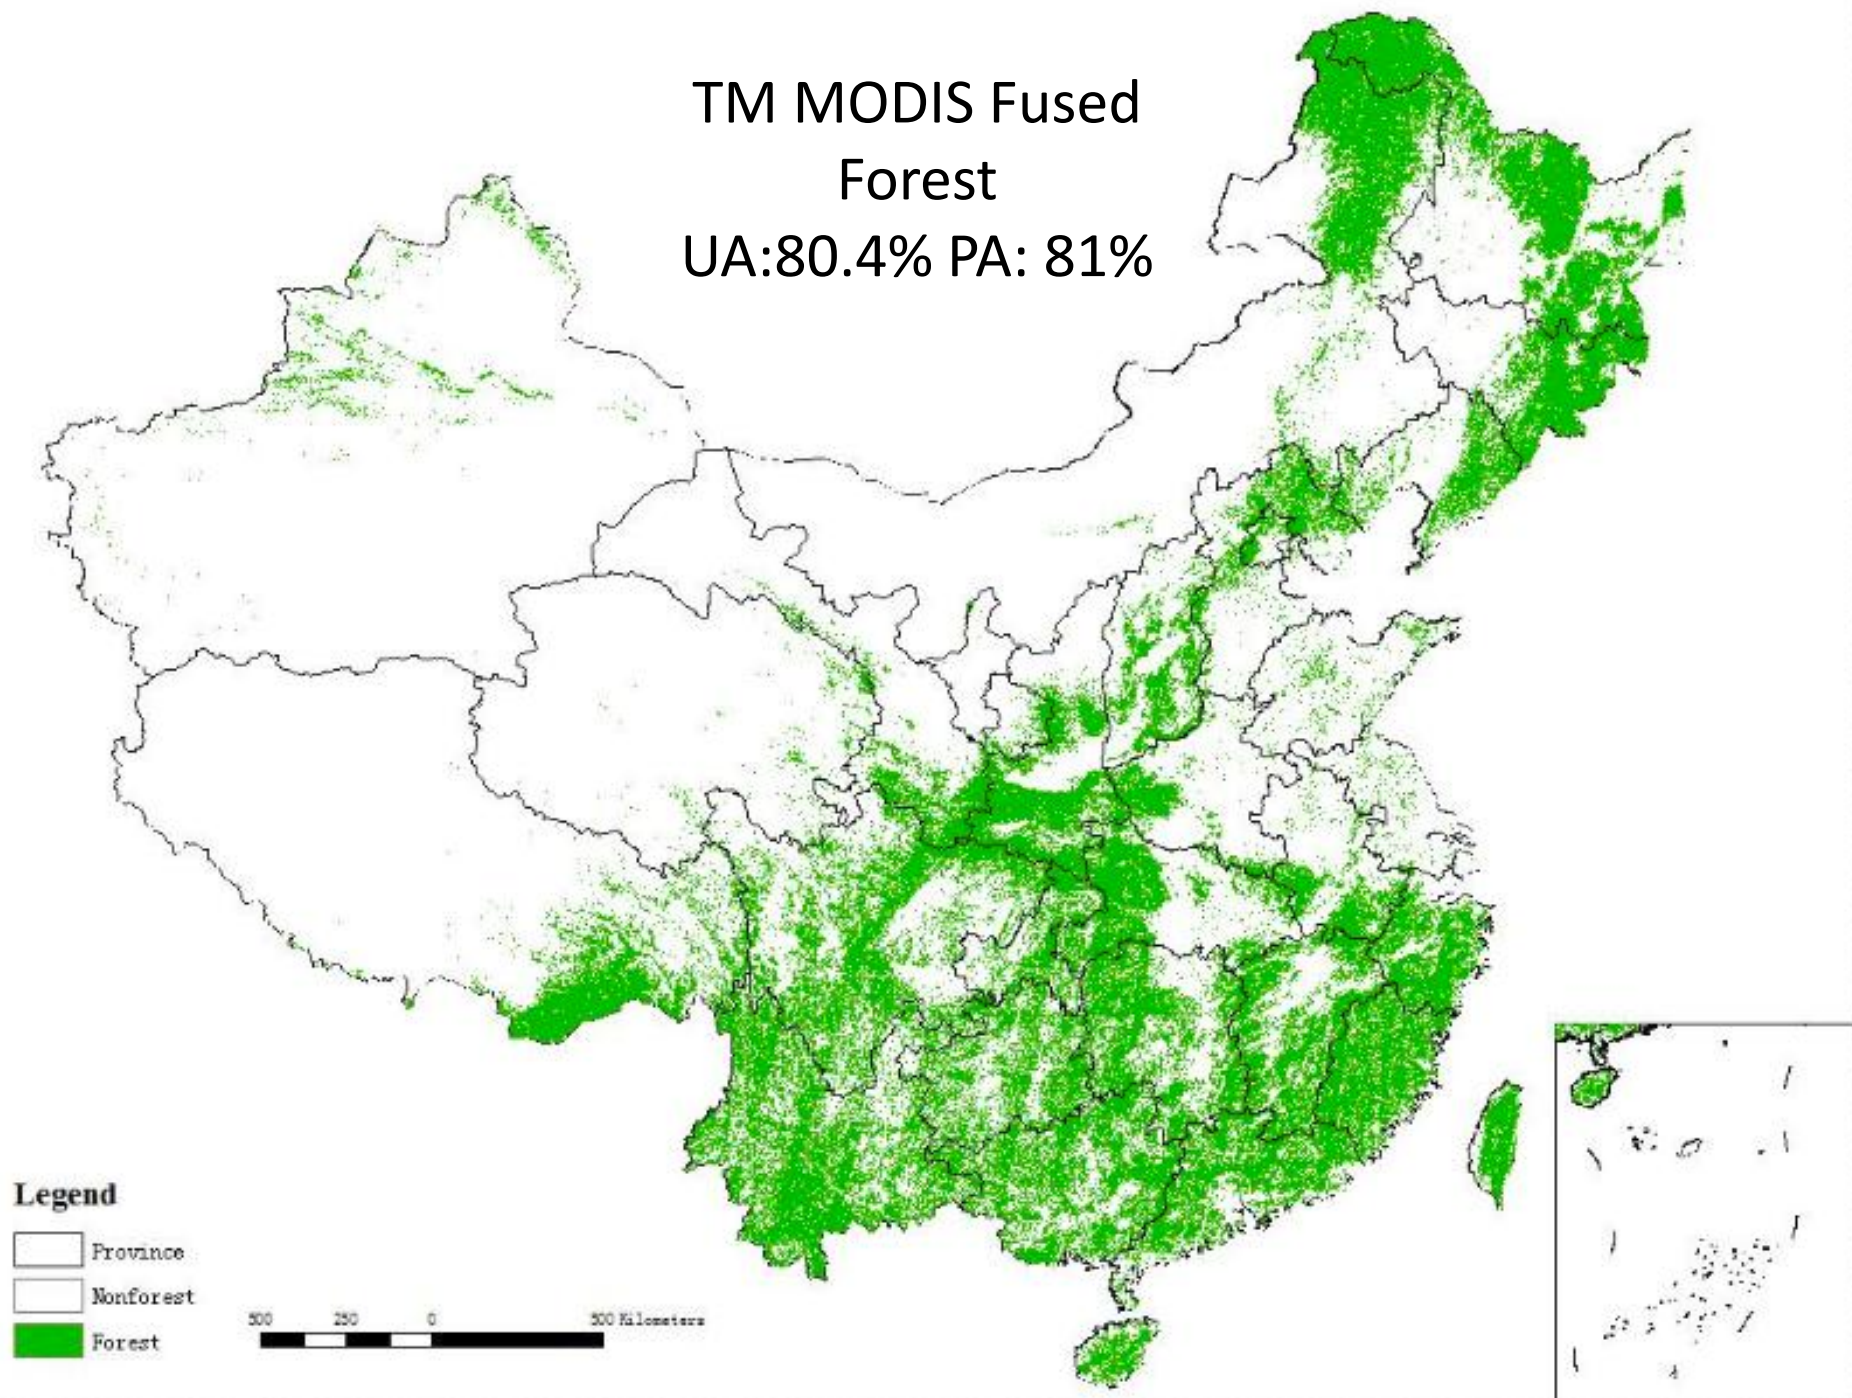 TM MODIS Fused
Forest
UA:80.4% PA: 81%
Legend
Province
Nonforest
Forest
500 250 0 500 Kilometers